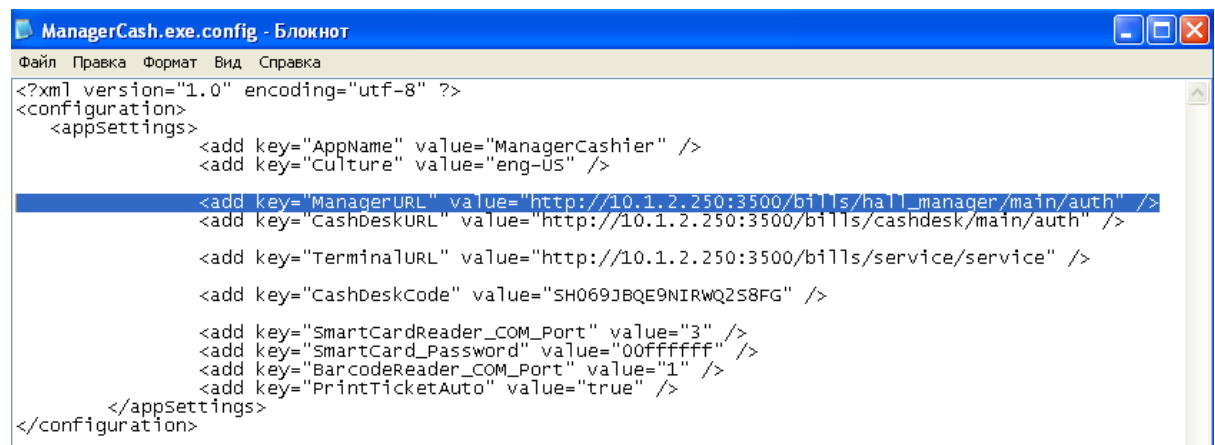 ManagerCash.exe.config - Блокнот
Файл Правка Формат Вид Справка
<?xml version="1.0" encoding="utf-8" ?>
<configuration>
<appSettings>
<add key="AppName" value="ManagerCashier" />
<add key="Culture" value="eng-US" />
<add key="ManagerURL" value="http://10.1.2.250:3500/bills/hall_manager/main/auth" />
<add key="CashDeskURL" value="http://10.1.2.250:3500/bills/cashdesk/main/auth" />
<add key="TerminalURL" value="http://10.1.2.250:3500/bills/service/service" />
<add key="CashDeskCode" value="SH069JBQE9NIRWQ2S8FG" />
<add key="SmartCardReader_COM_Port" value="3" />
<add key="SmartCard_Password" value="00ffffff" />
<add key="BarcodeReader_COM_Port" value="1" />
<add key="PrintTicketAuto" value="true" />
</appSettings>
</configuration>